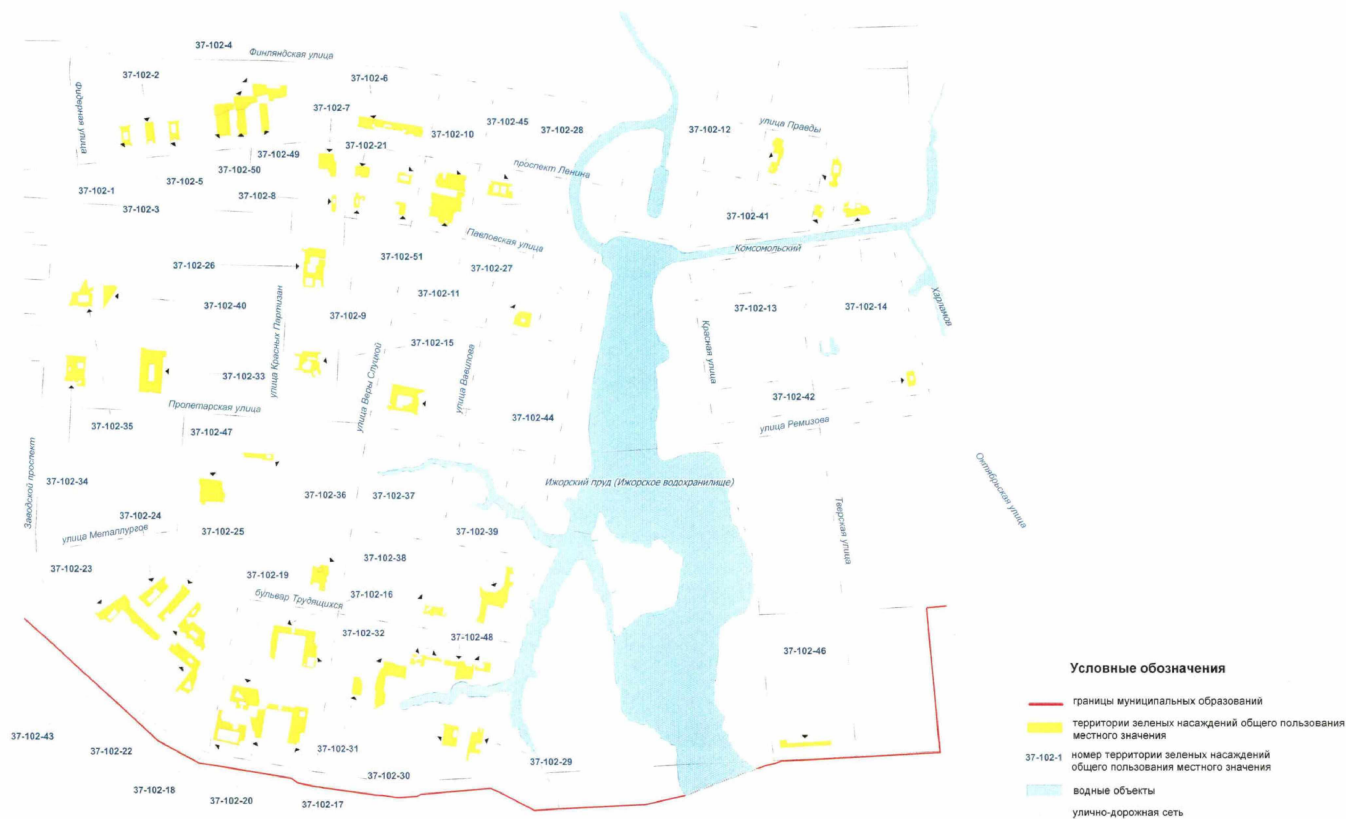 37-102-4
Финляндская улица
37-102-2
37-102-6
Фидерная улица
37-102-7
37-102-45
37-102-28
37-102-10
37-102-12
улица Правды
37-102-21
37-102-49
37-102-50
проспект Ленина
37-102-5
37-102-1
37-102-8
37-102-3
37-102-41
Павловская улица
Комсомольский
37-102-51
37-102-26
37-102-27
37-102-11
37-102-40
37-102-13
37-102-14
Харламов
улица Красных Партизан
37-102-9
37-102-15
Красная улица
улица Веры Слуцкой
улица Вавилова
37-102-33
37-102-42
Пролетарская улица
37-102-44
улица Ремизова
37-102-35
37-102-47
Заводской проспект
37-102-34
Ижорский пруд (Ижорское водохранилище)
Октябрьская улица
37-102-36
37-102-37
37-102-24
Тверская улица
улица Металлургов
37-102-25
37-102-39
37-102-38
37-102-23
37-102-19
бульвар Трудящихся
37-102-16
37-102-32
37-102-48
37-102-46
37-102-43
37-102-22
37-102-31
37-102-29
37-102-30
37-102-18
37-102-20
37-102-17
Условные обозначения
границы муниципальных образований
территории зеленых насаждений общего пользования
местного значения
37-102-1 номер территории зеленых насаждений
общего пользования местного значения
водные объекты
улично-дорожная сеть